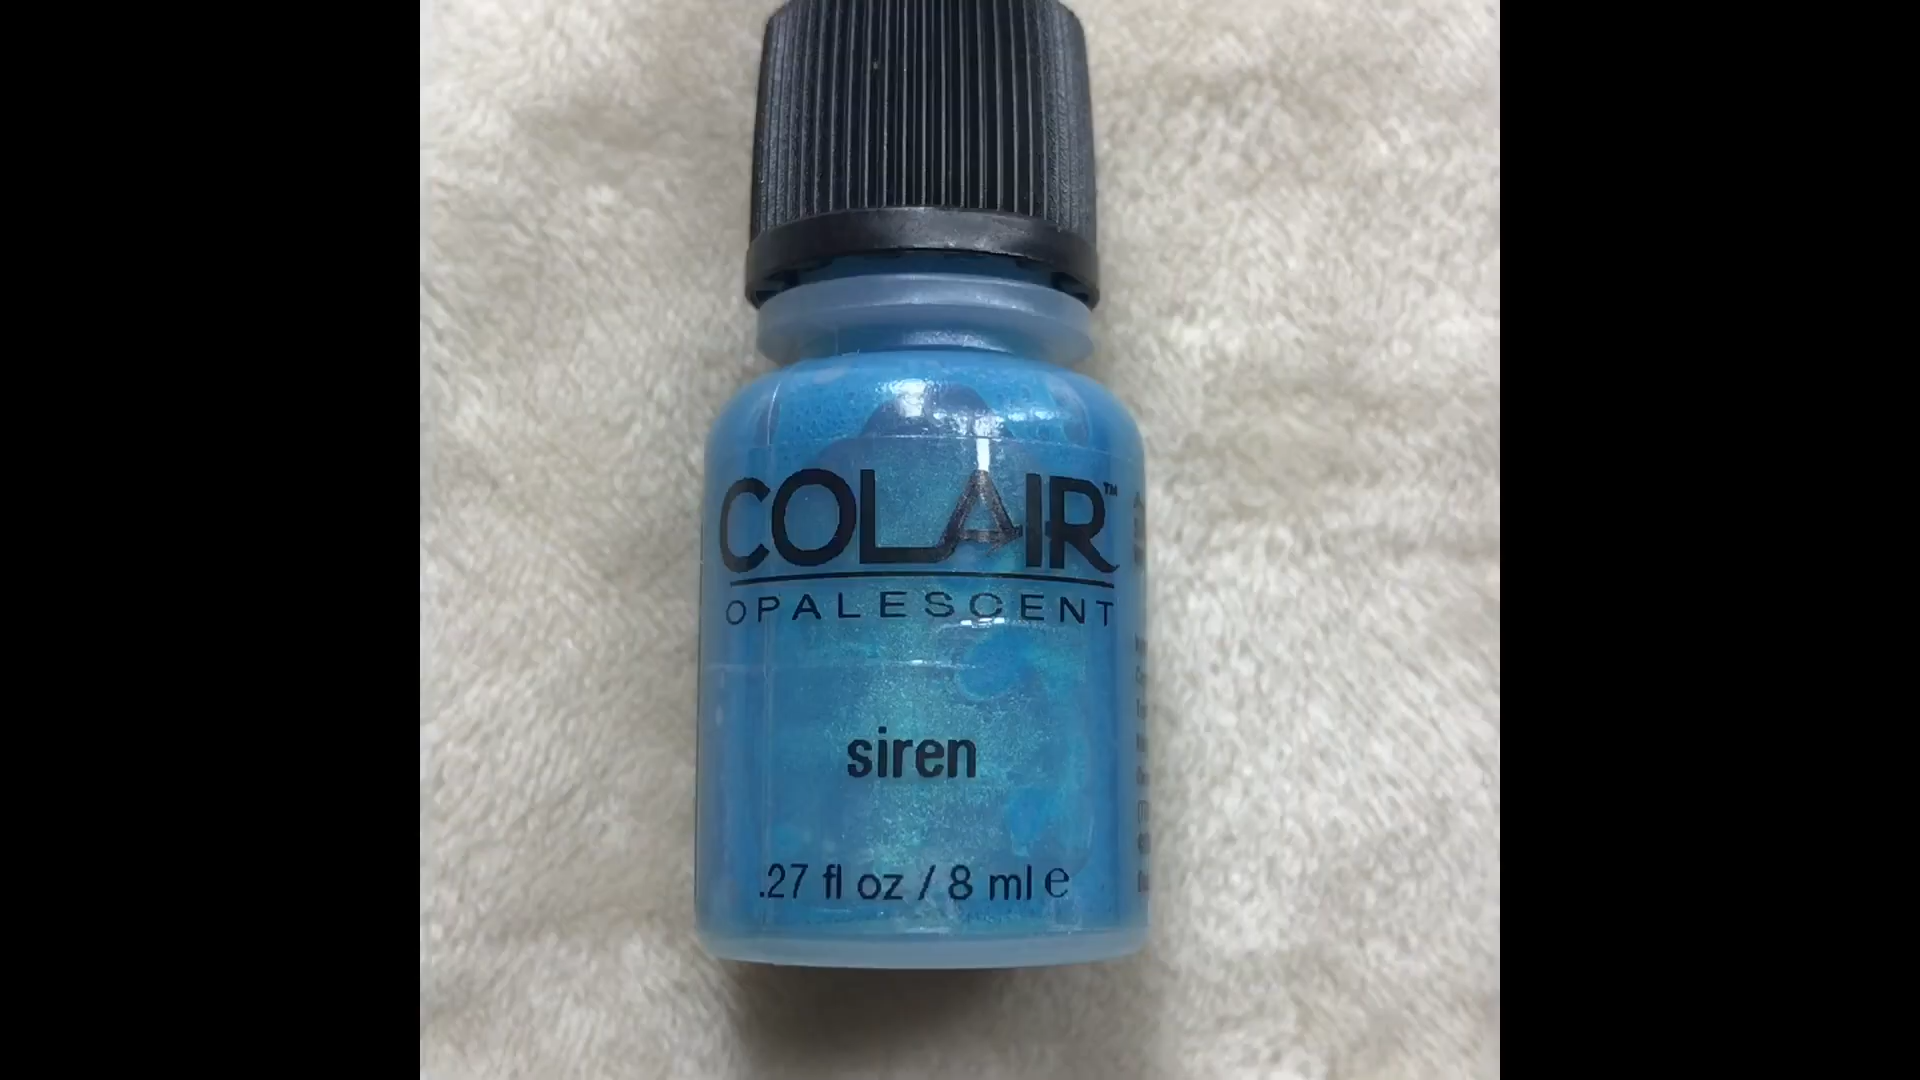 COLAIR™
OPALESCENT
siren
.27 fl oz / 8 ml ℮